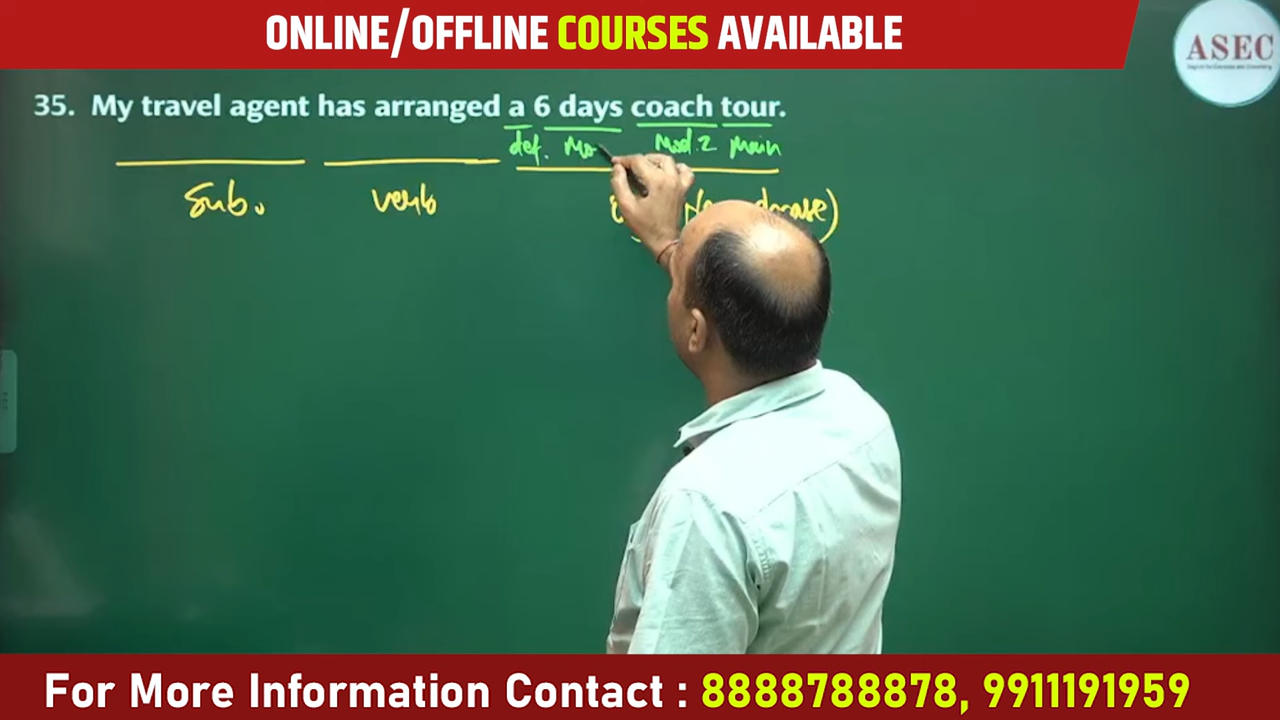 ONLINE/OFFLINE COURSES AVAILABLE
ASEC
35. My travel agent has arranged a 6 days coach tour.
Mod.2 main
Sub. verb
For More Information Contact : 8888788878, 9911191959